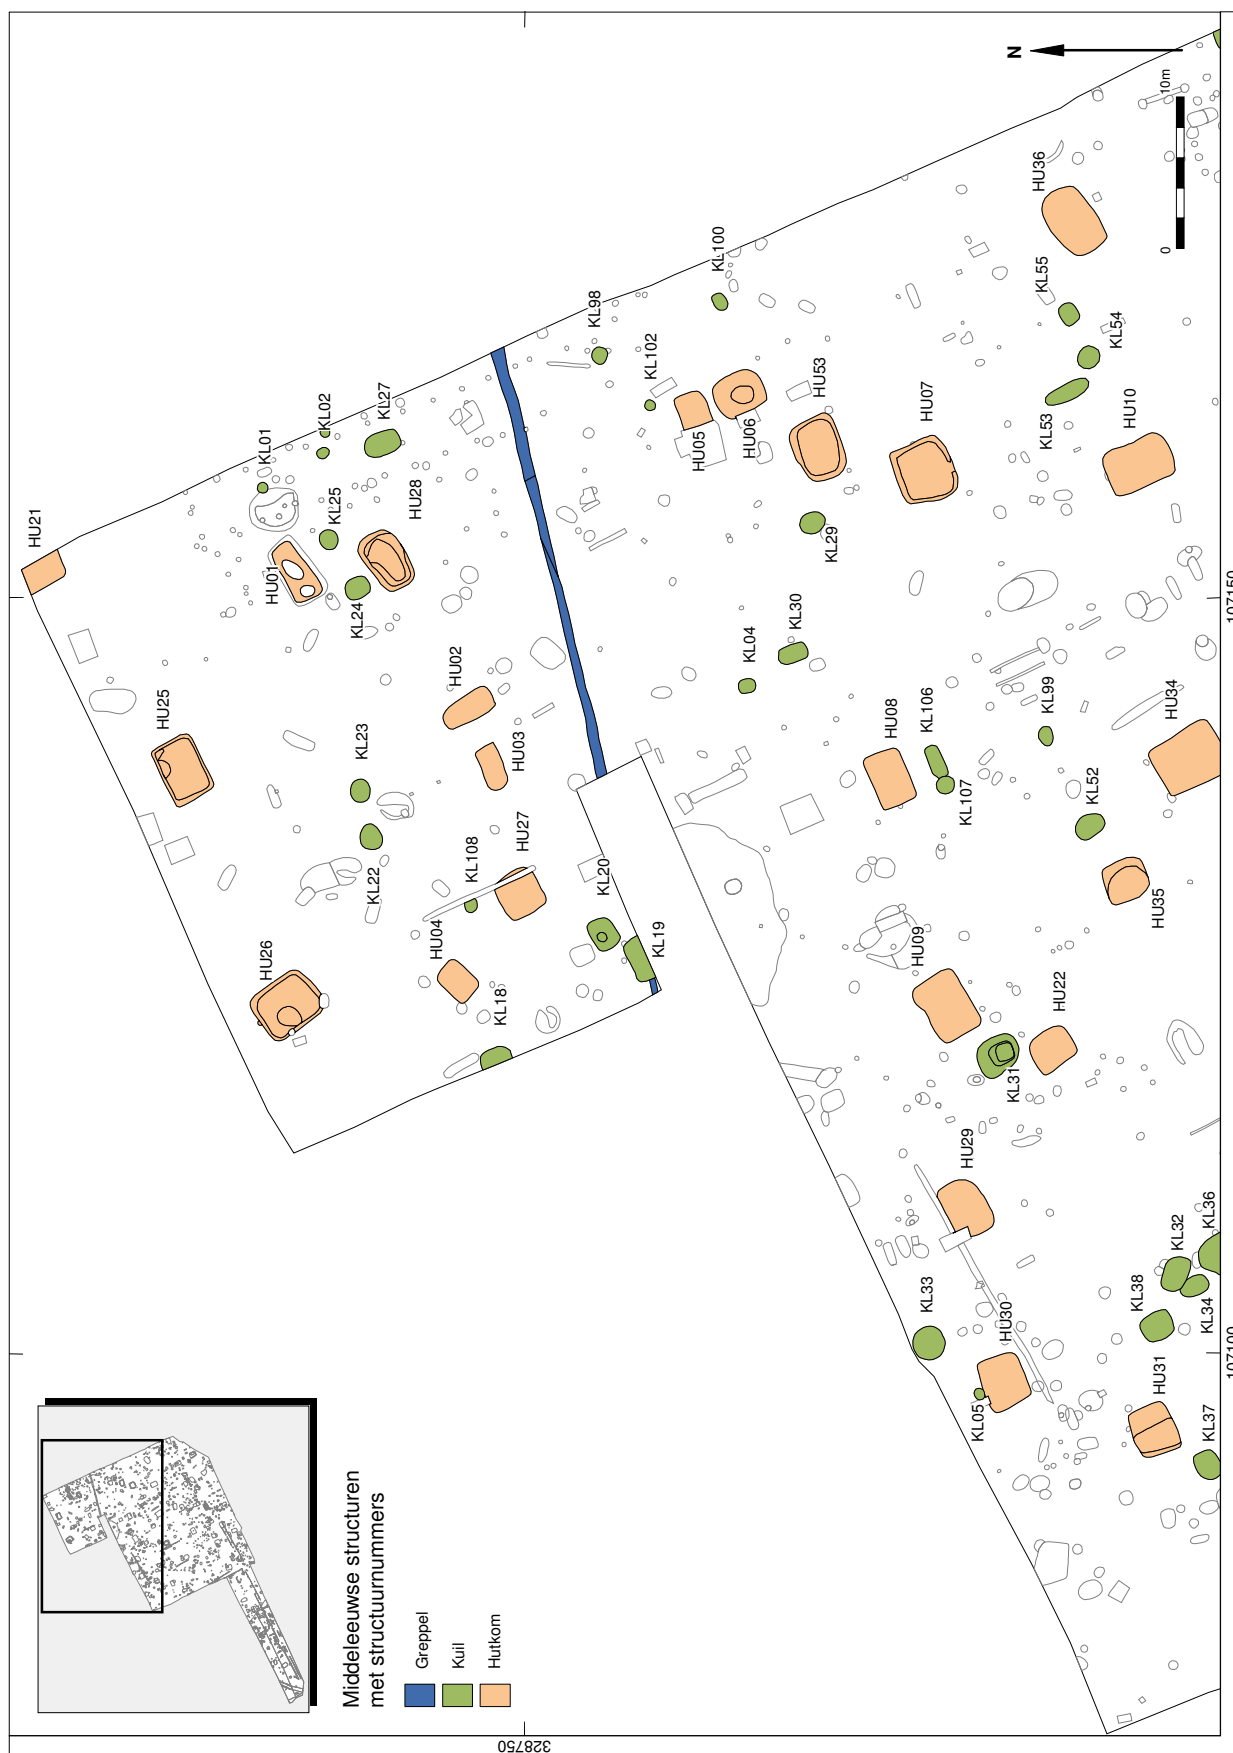 Middeleeuwse structuren
met structuurnummers
Greppel
Kuil
Hutkom
328750
107100
107150
N
0
10m
HU21
HU25
HU26
HU01
KL01
KL02
KL25
KL27
HU28
KL24
KL23
KL22
HU02
HU03
HU27
KL108
HU04
KL18
KL20
KL19
KL98
KL102
KL100
HU05
HU06
HU53
KL29
KL30
KL04
HU07
HU08
KL106
KL107
KL99
KL52
HU34
HU35
HU09
KL31
HU22
HU29
KL33
HU30
KL05
HU31
KL37
KL38
KL32
KL34
KL36
HU36
KL55
KL54
KL53
HU10